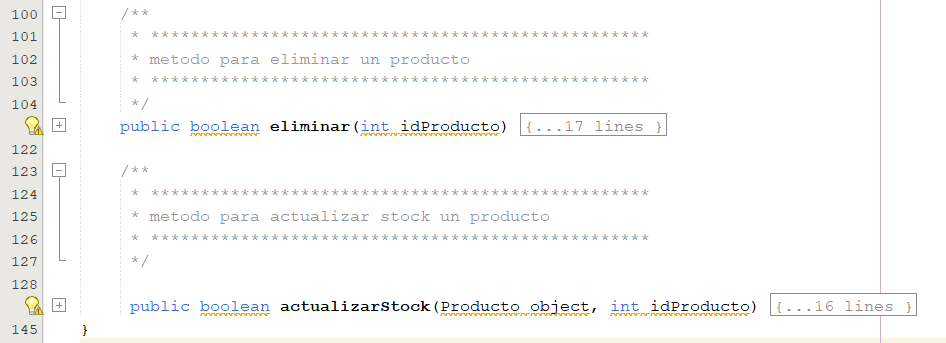 100 /**
101 * **************************************************
102 * metodo para eliminar un producto
103 * **************************************************
104 */
public boolean eliminar(int idProducto) {...17 lines }
122
123 /**
124 * **************************************************
125 * metodo para actualizar stock un producto
126 * **************************************************
127 */
128
public boolean actualizarStock(Producto object, int idProducto) {...16 lines }
145 }